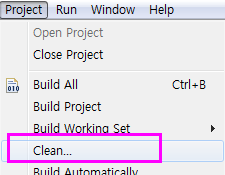 Project Run Window Help
Open Project
Close Project
Build All Ctrl+B
Build Project
Build Working Set
Clean...
Build Automatically